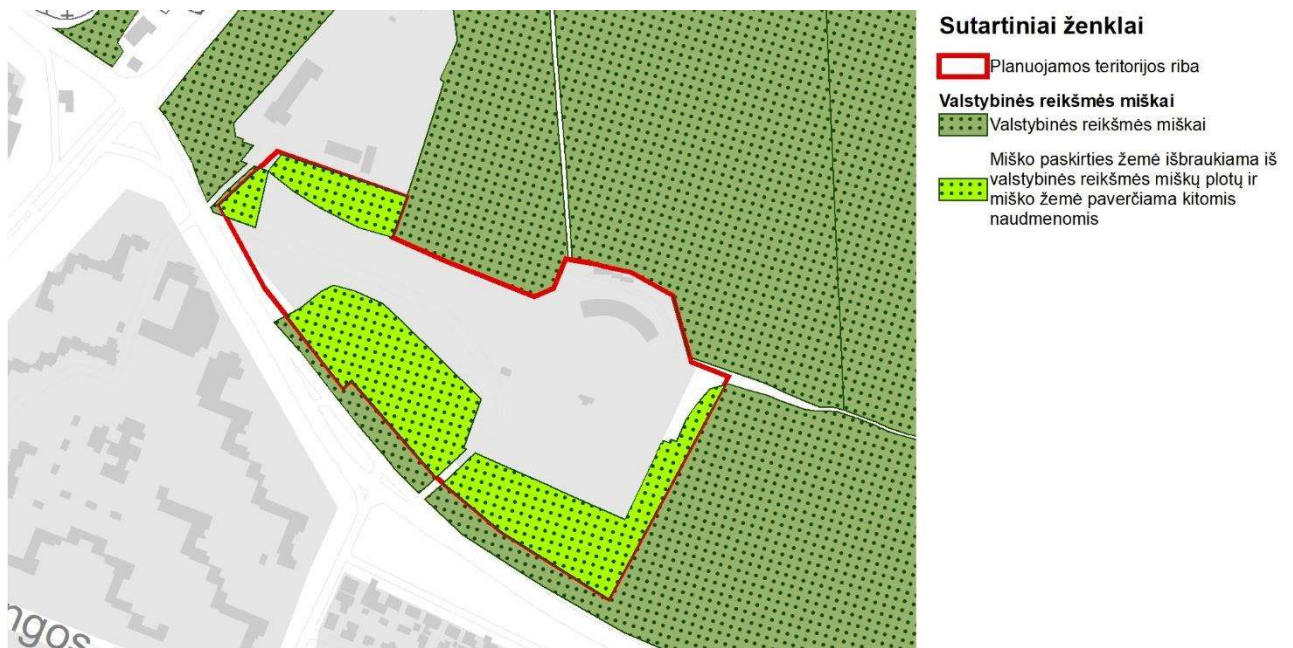 Sutartiniai ženklai
Planuojamos teritorijos riba
Valstybinės reikšmės miškai
Valstybinės reikšmės miškai
Miško paskirties žemė išbraukiama iš
valstybinės reikšmės miškų plotų ir
miško žemė paverčiama kitomis
naudmenomis
ngos